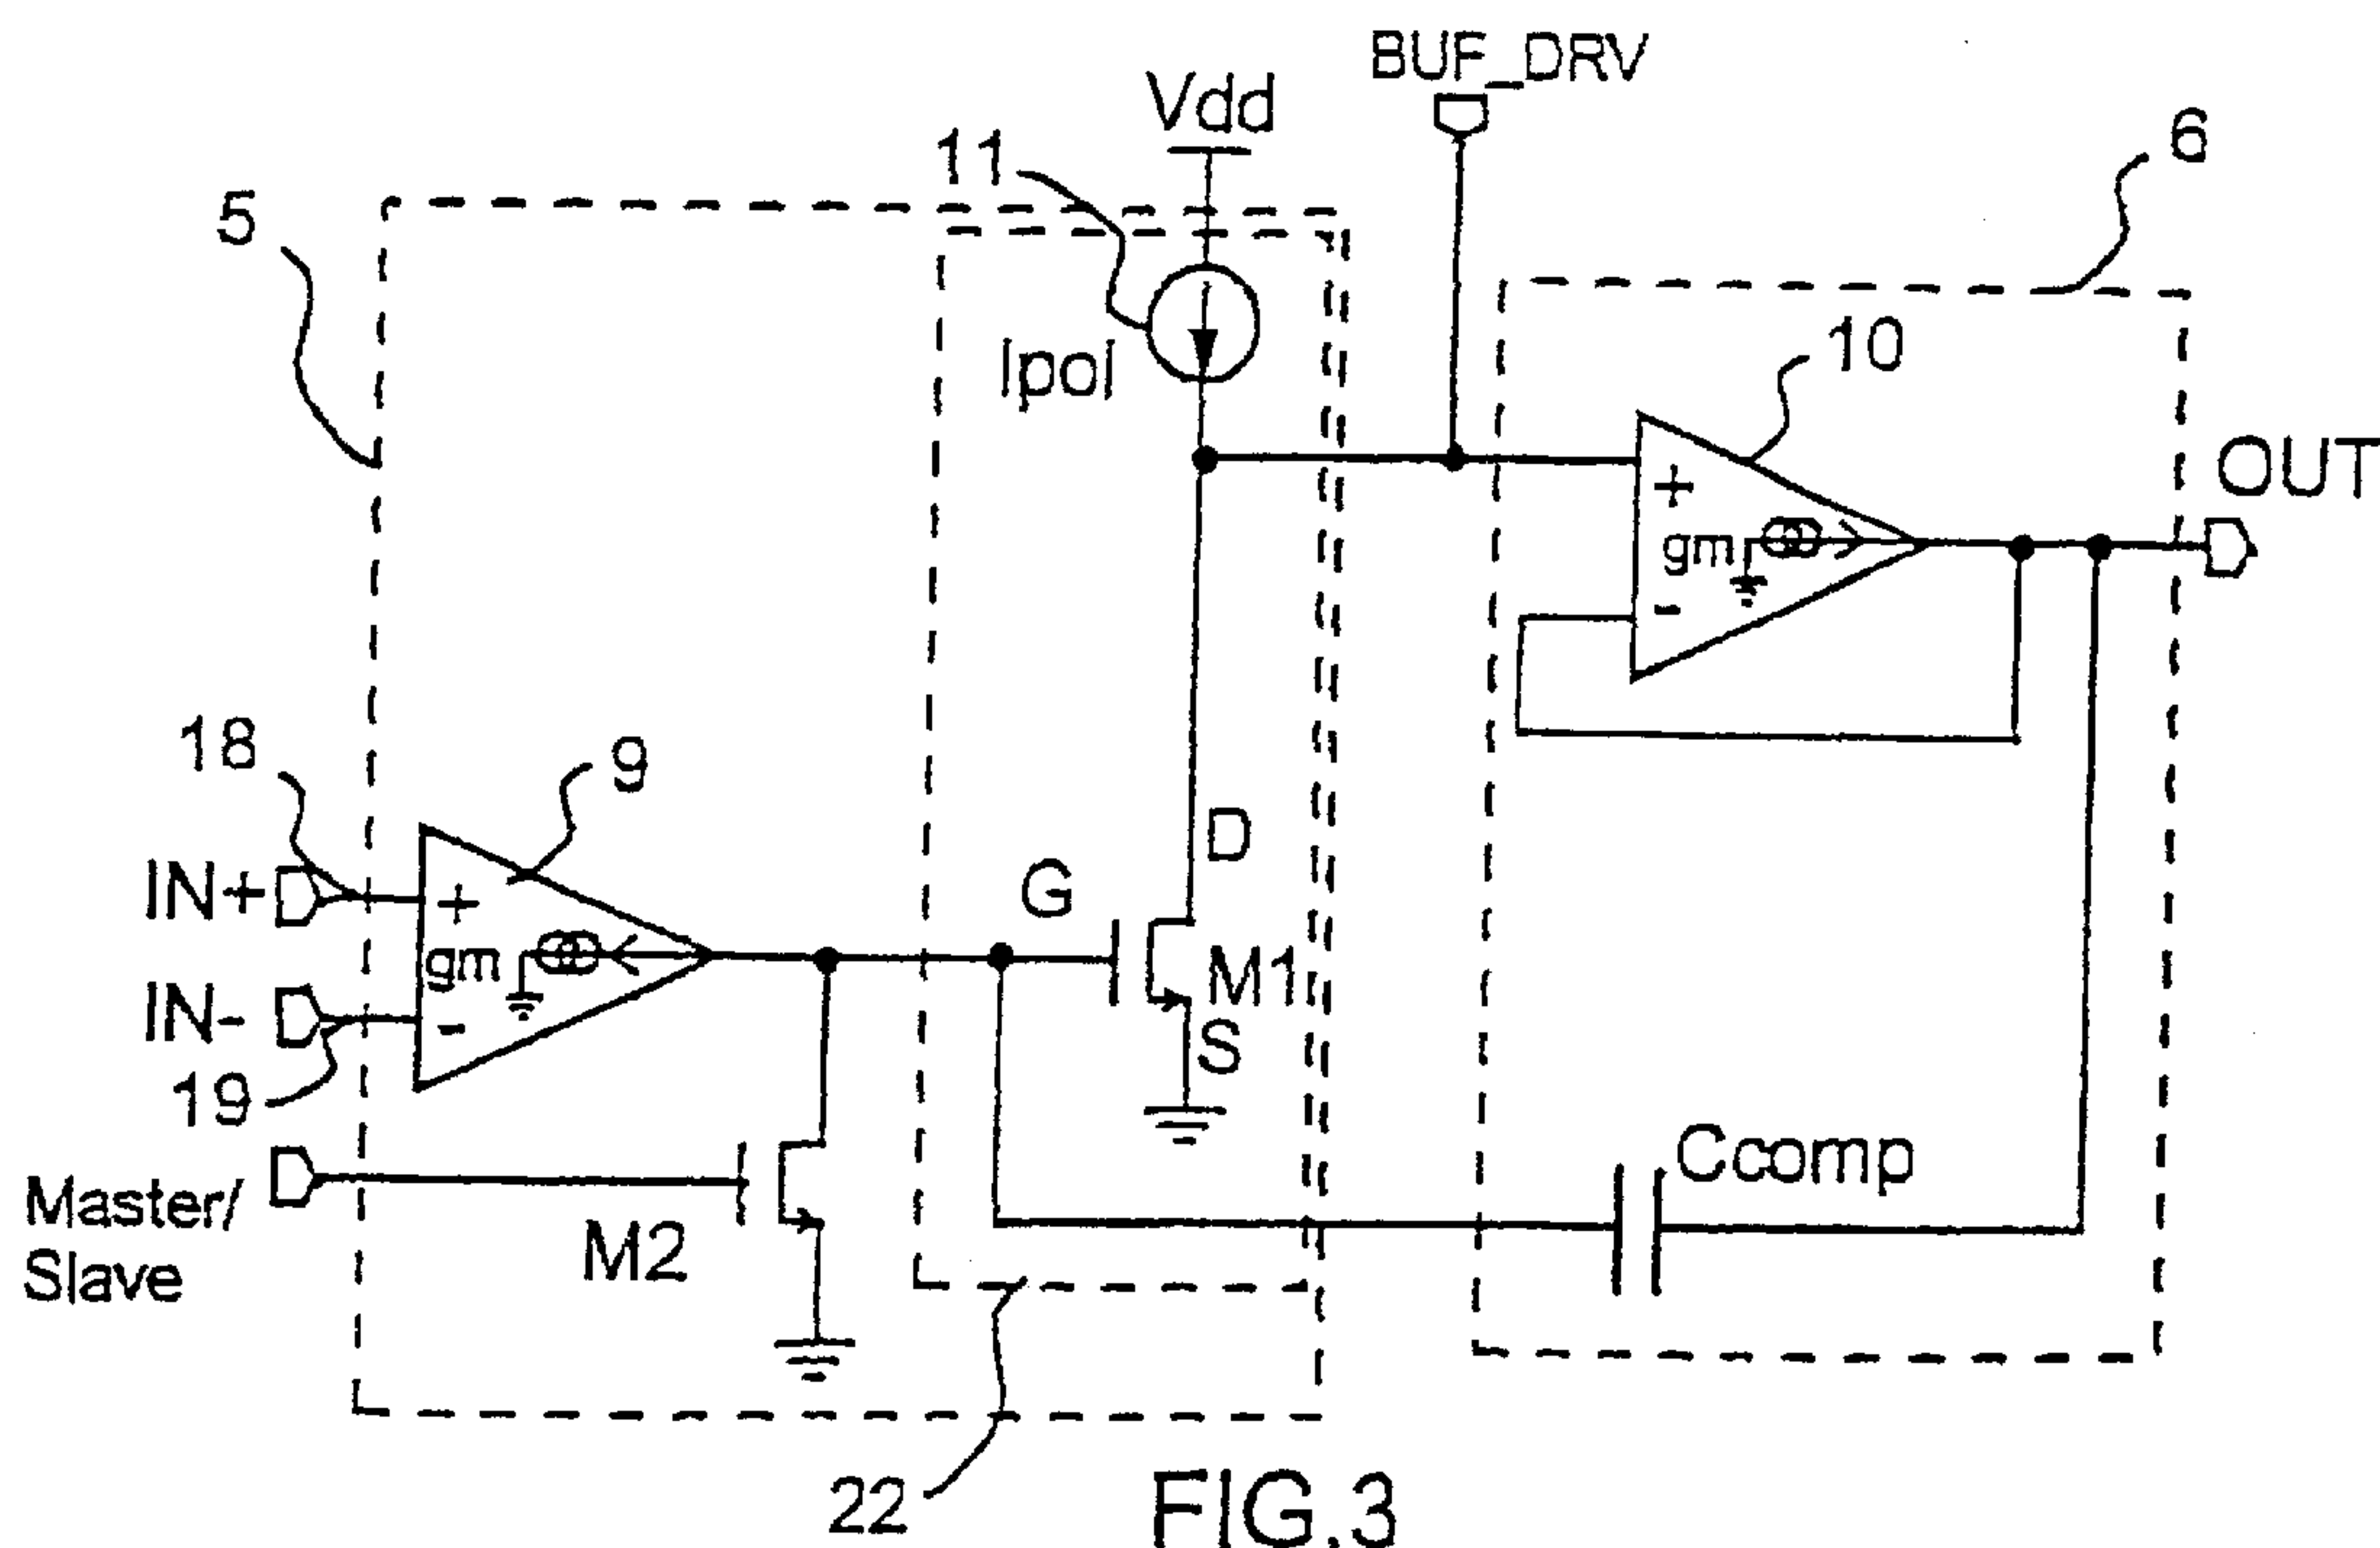 BUF_DRV
Vdd
11
6
5
Ipol
10
OUT
+
gm
-
18
9
D
IN+
+
G
gm
M1
IN-
-
S
19
Ccomp
Master/
Slave
M2
22
FIG.3